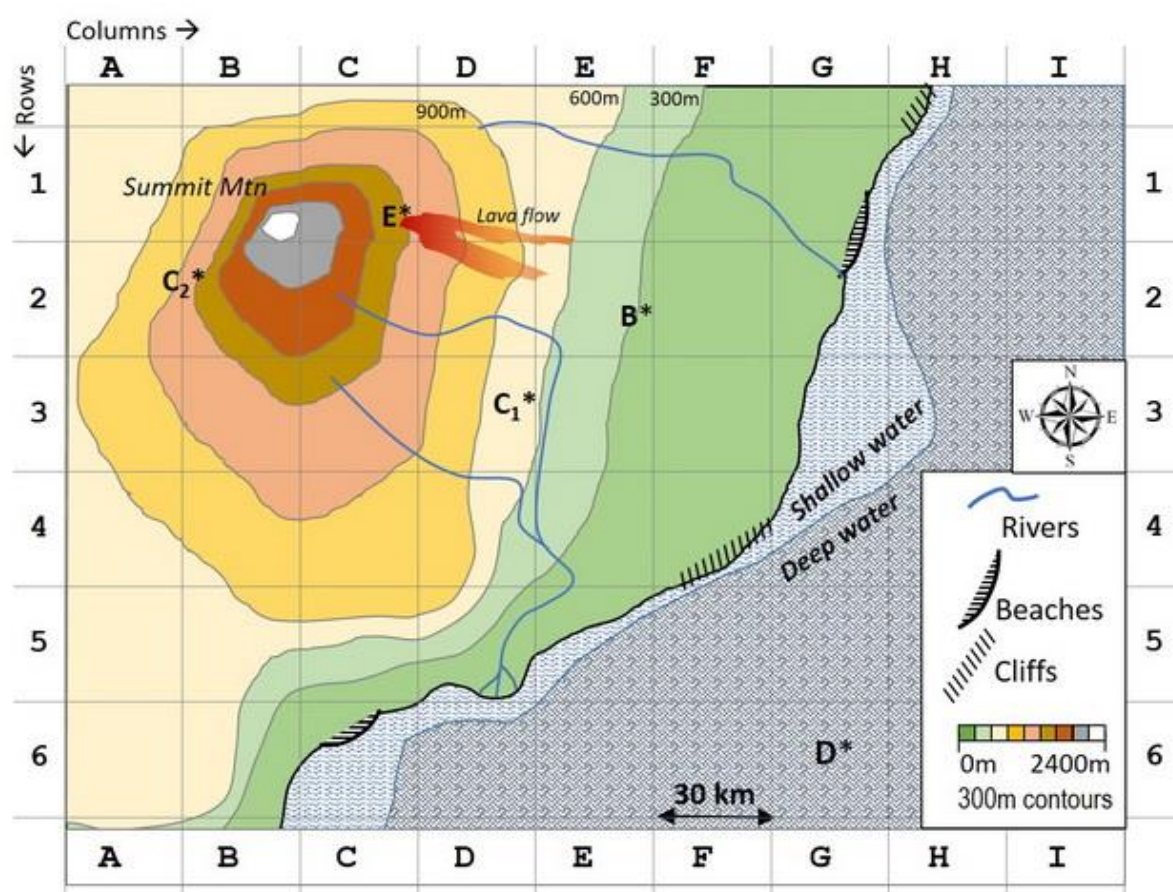 Columns →
Rows →
A B C D E F G H I
900m 600m 300m
1 Summit Mtn 1
E* Lava flow
C₂*
2 B* 2
3 C₁* 3
N
W E
S
Shallow water
4 Deep water 4
Rivers
5 Beaches 5
Cliffs
6 D* 6
0m 2400m
30 km
300m contours
A B C D E F G H I